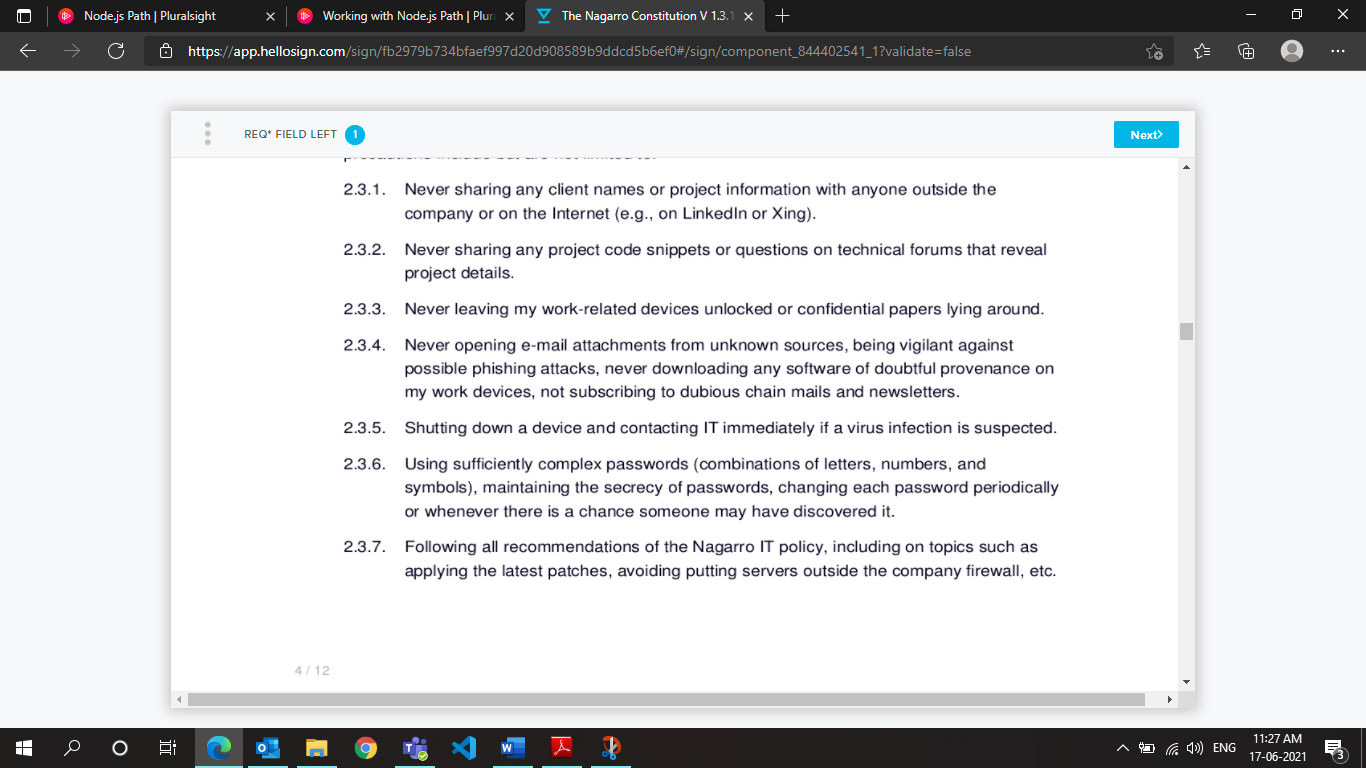 Node.js Path | Pluralsight
Working with Node.js Path | Plur
The Nagarro Constitution V 1.3.1
https://app.hellosign.com/sign/fb2979b734bfaef997d20d908589b9ddcd5b6ef0#/sign/component_844402541_1?validate=false
REQ* FIELD LEFT 1
Next
precautions include but are not limited to:
2.3.1. Never sharing any client names or project information with anyone outside the
company or on the Internet (e.g., on LinkedIn or Xing).
2.3.2. Never sharing any project code snippets or questions on technical forums that reveal
project details.
2.3.3. Never leaving my work-related devices unlocked or confidential papers lying around.
2.3.4. Never opening e-mail attachments from unknown sources, being vigilant against
possible phishing attacks, never downloading any software of doubtful provenance on
my work devices, not subscribing to dubious chain mails and newsletters.
2.3.5. Shutting down a device and contacting IT immediately if a virus infection is suspected.
2.3.6. Using sufficiently complex passwords (combinations of letters, numbers, and
symbols), maintaining the secrecy of passwords, changing each password periodically
or whenever there is a chance someone may have discovered it.
2.3.7. Following all recommendations of the Nagarro IT policy, including on topics such as
applying the latest patches, avoiding putting servers outside the company firewall, etc.
4 / 12
ENG
11:27 AM
17-06-2021
3